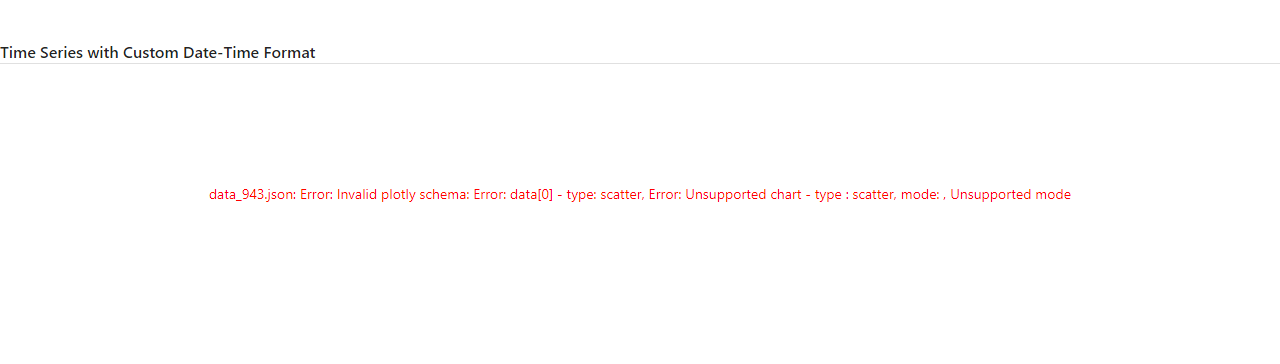 Time Series with Custom Date-Time Format
data_943.json: Error: Invalid plotly schema: Error: data[0] - type: scatter, Error: Unsupported chart - type : scatter, mode: , Unsupported mode